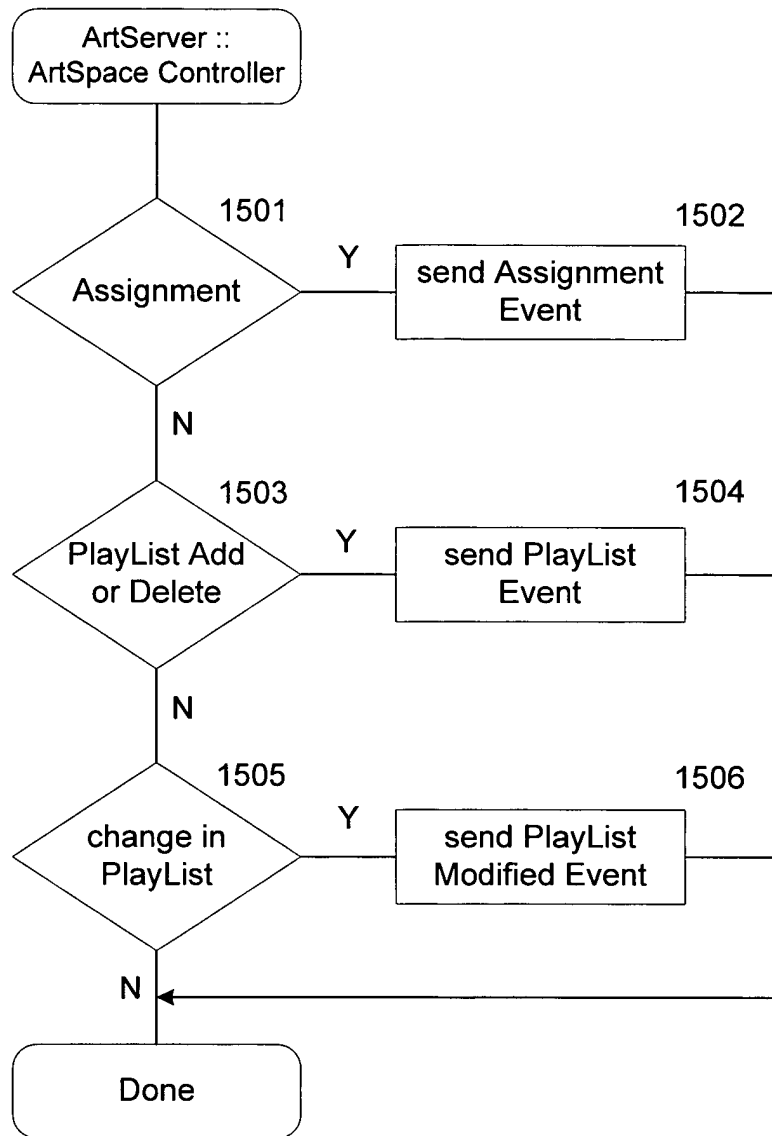 ArtServer ::
ArtSpace Controller
1501
1502
Assignment
Y
send Assignment
Event
N
1503
1504
PlayList Add
or Delete
Y
send PlayList
Event
N
1505
1506
change in
PlayList
Y
send PlayList
Modified Event
N
Done